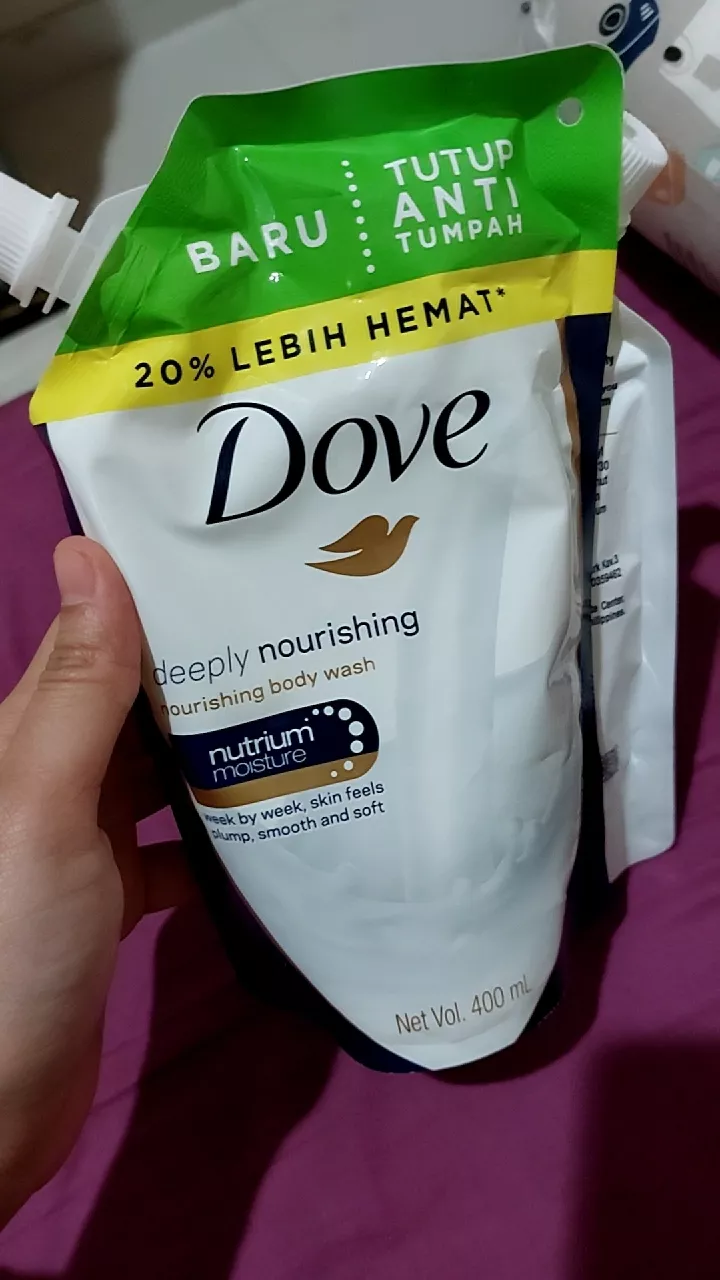 BARU
TUTUP
ANTI
TUMPAH
20% LEBIH HEMAT*
Dove
deeply nourishing
nourishing body wash
nutrium
moisture
week by week, skin feels
plump, smooth and soft
Net Vol. 400 mL
Center,